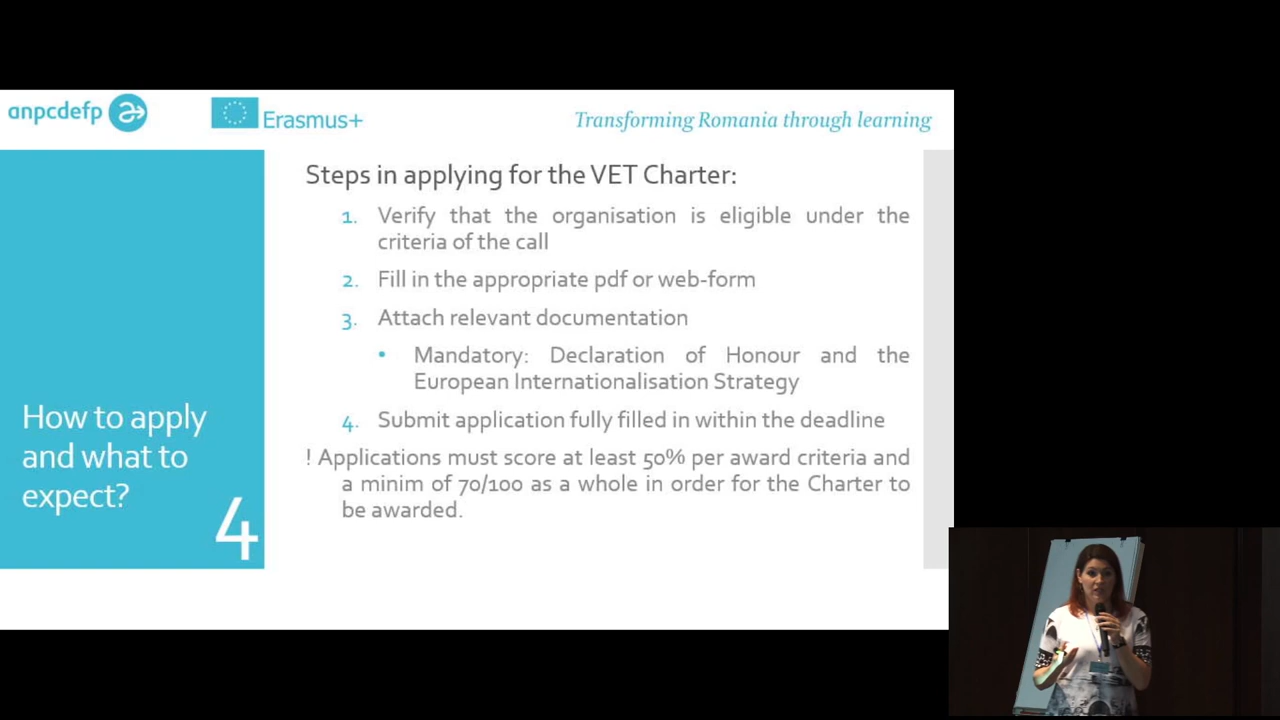 anpcdefp
Erasmus+
Transforming Romania through learning
Steps in applying for the VET Charter:
1. Verify that the organisation is eligible under the
criteria of the call
2. Fill in the appropriate pdf or web-form
3. Attach relevant documentation
• Mandatory: Declaration of Honour and the
European Internationalisation Strategy
4. Submit application fully filled in within the deadline
! Applications must score at least 50% per award criteria and
a minim of 70/100 as a whole in order for the Charter to
be awarded.
How to apply
and what to
expect?
4